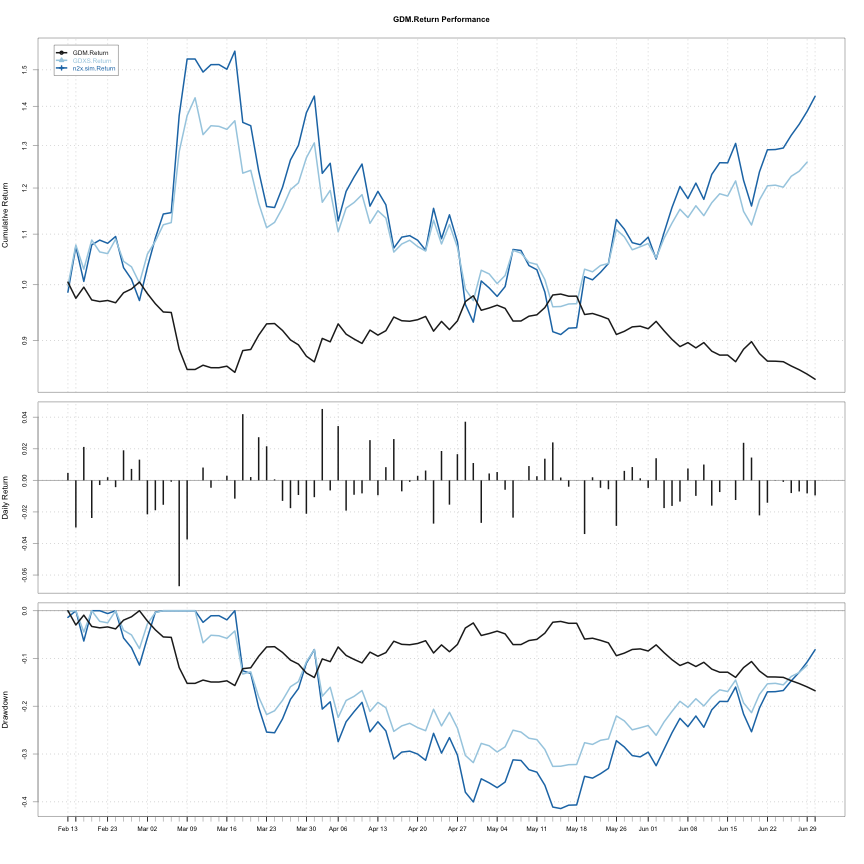 GDM.Return Performance
GDM.Return
GDXS.Return
n2x.sim.Return
Cumulative Return
1.5
1.4
1.3
1.2
1.1
1.0
0.9
Daily Return
0.04
0.02
0.00
-0.02
-0.04
-0.06
Drawdown
0.0
-0.1
-0.2
-0.3
-0.4
Feb 13 Feb 23 Mar 02 Mar 09 Mar 16 Mar 23 Mar 30 Apr 06 Apr 13 Apr 20 Apr 27 May 04 May 11 May 18 May 26 Jun 01 Jun 08 Jun 15 Jun 22 Jun 29